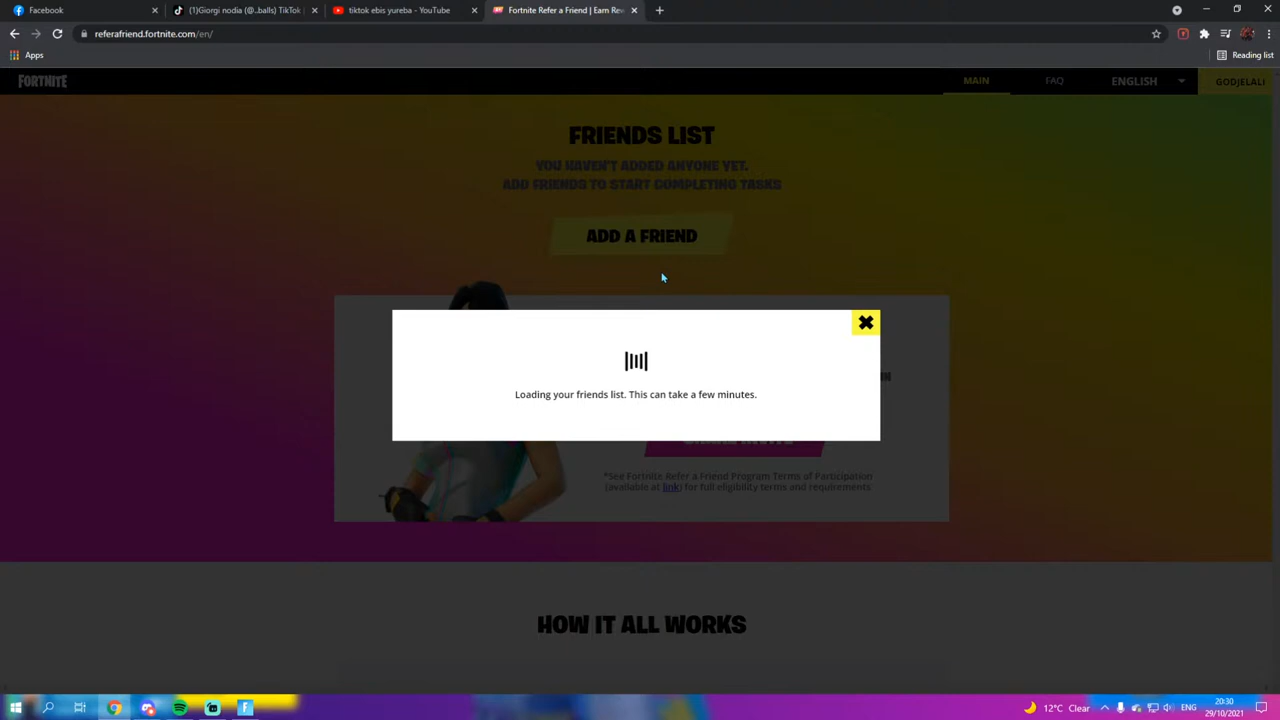 Facebook
(1)Giorgi nodia (@..balls) TikTok
tiktok ebis yureba - YouTube
Fortnite Refer a Friend | Earn Rew
referafriend.fortnite.com/en/
Apps
Reading list
FORTNITE
MAIN
FAQ
ENGLISH
GODJELALI
FRIENDS LIST
YOU HAVEN'T ADDED ANYONE YET.
ADD FRIENDS TO START COMPLETING TASKS
ADD A FRIEND
Loading your friends list. This can take a few minutes.
*See Fortnite Refer a Friend Program Terms of Participation
(available at link) for full eligibility terms and requirements
HOW IT ALL WORKS
12°C Clear
ENG
20:30
29/10/2021